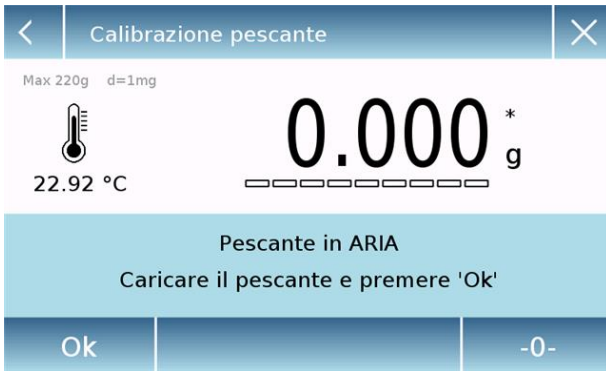 Calibrazione pescante
Max 220g d=1mg
0.000 *
g
22.92 °C
Pescante in ARIA
Caricare il pescante e premere 'Ok'
Ok -0-